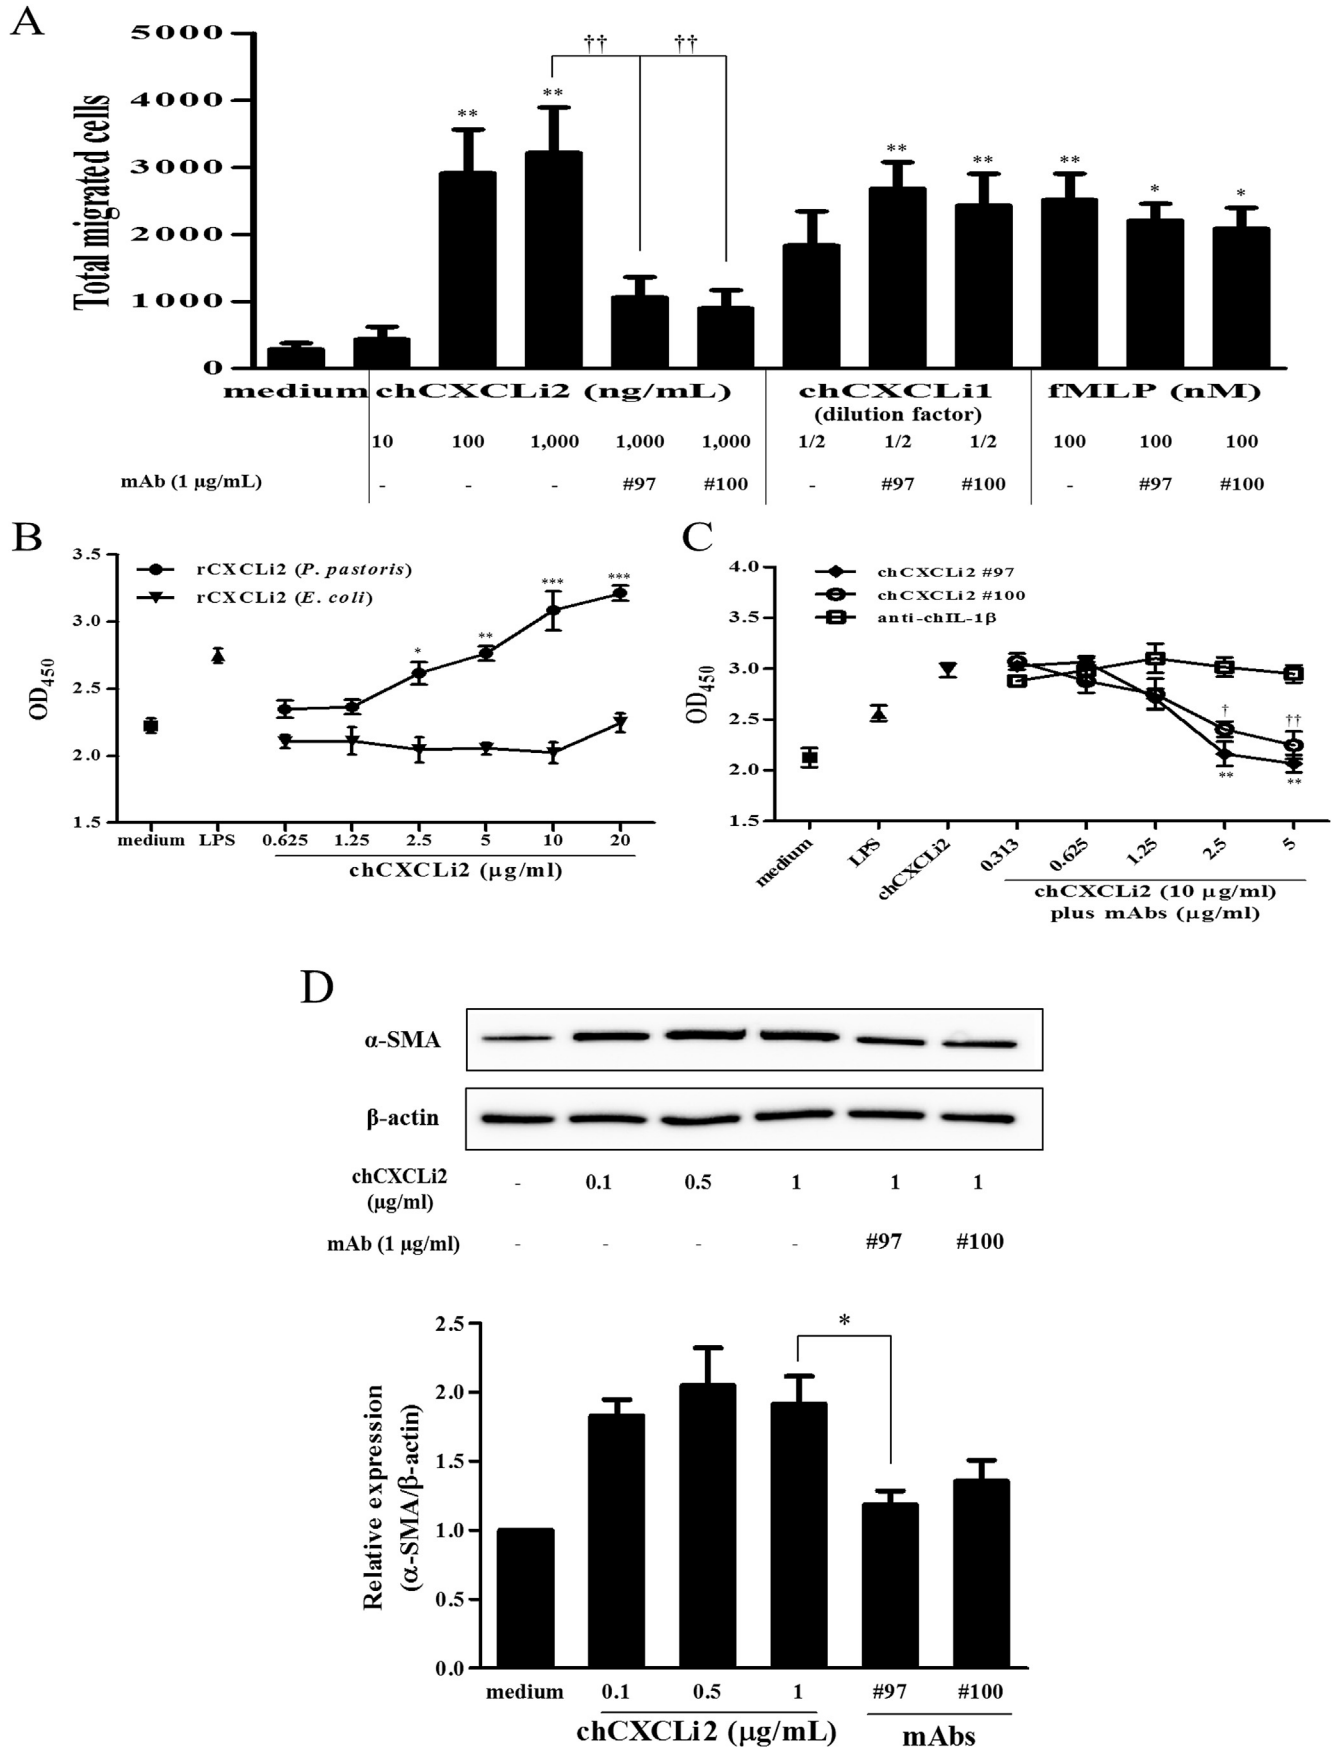 A
5000
4000
3000
2000
1000
0
Total migrated cells
** ** †† †† ** ** ** * *
medium chCXCLi2 (ng/mL) chCXCLi1 fMLP (nM)
(dilution factor)
10 100 1,000 1,000 1,000 1/2 1/2 1/2 100 100 100
mAb (1 μg/mL) - - - #97 #100 - #97 #100 - #97 #100
B
3.5
3.0
2.5
2.0
1.5
OD450
rCXCLi2 (P. pastoris)
rCXCLi2 (E. coli)
* ** *** ***
medium LPS 0.625 1.25 2.5 5 10 20
chCXCLi2 (μg/ml)
C
4.0
3.5
3.0
2.5
2.0
1.5
OD450
chCXCLi2 #97
chCXCLi2 #100
anti-chIL-1β
† ††
** **
medium LPS chCXCLi2 0.313 0.625 1.25 2.5 5
chCXCLi2 (10 μg/ml)
plus mAbs (μg/ml)
D
α-SMA
β-actin
chCXCLi2 - 0.1 0.5 1 1 1
(μg/ml)
mAb (1 μg/ml) - - - - #97 #100
2.5
2.0
1.5
1.0
0.5
0.0
Relative expression
(α-SMA/β-actin)
*
medium 0.1 0.5 1 #97 #100
chCXCLi2 (μg/mL) mAbs